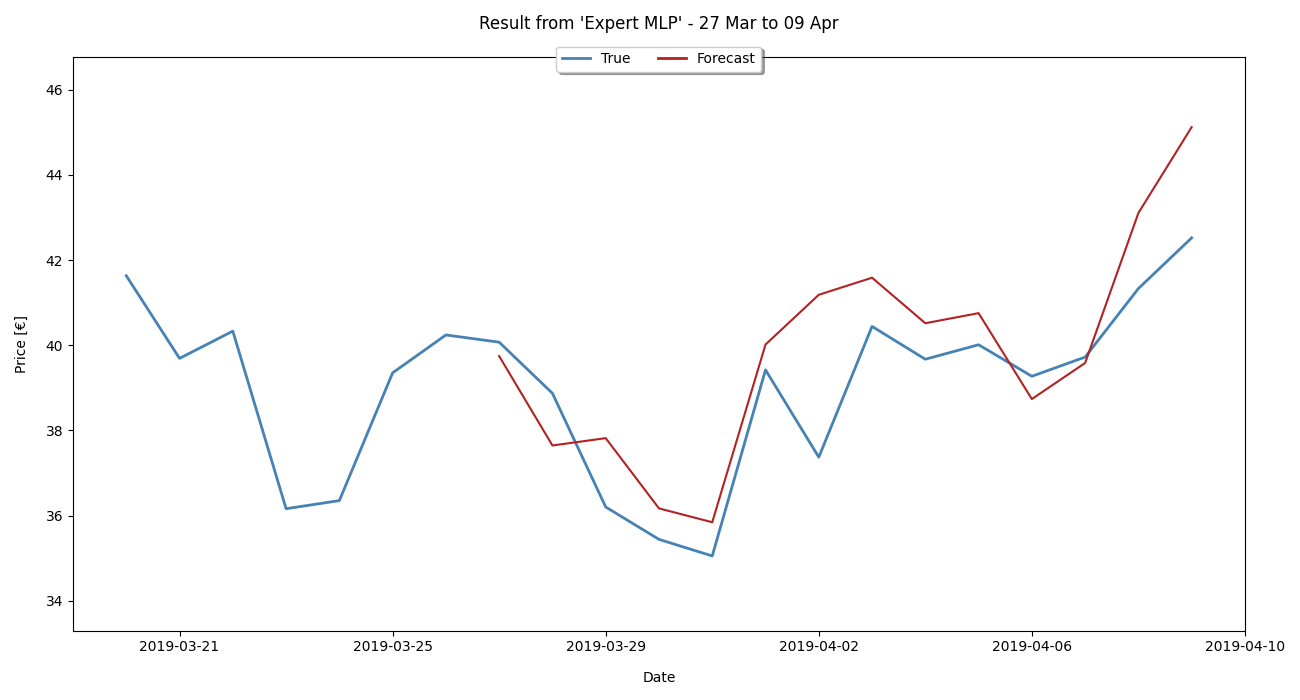 Result from 'Expert MLP' - 27 Mar to 09 Apr
True Forecast
46
44
42
40
38
36
34
Price [€]
2019-03-21 2019-03-25 2019-03-29 2019-04-02 2019-04-06 2019-04-10
Date